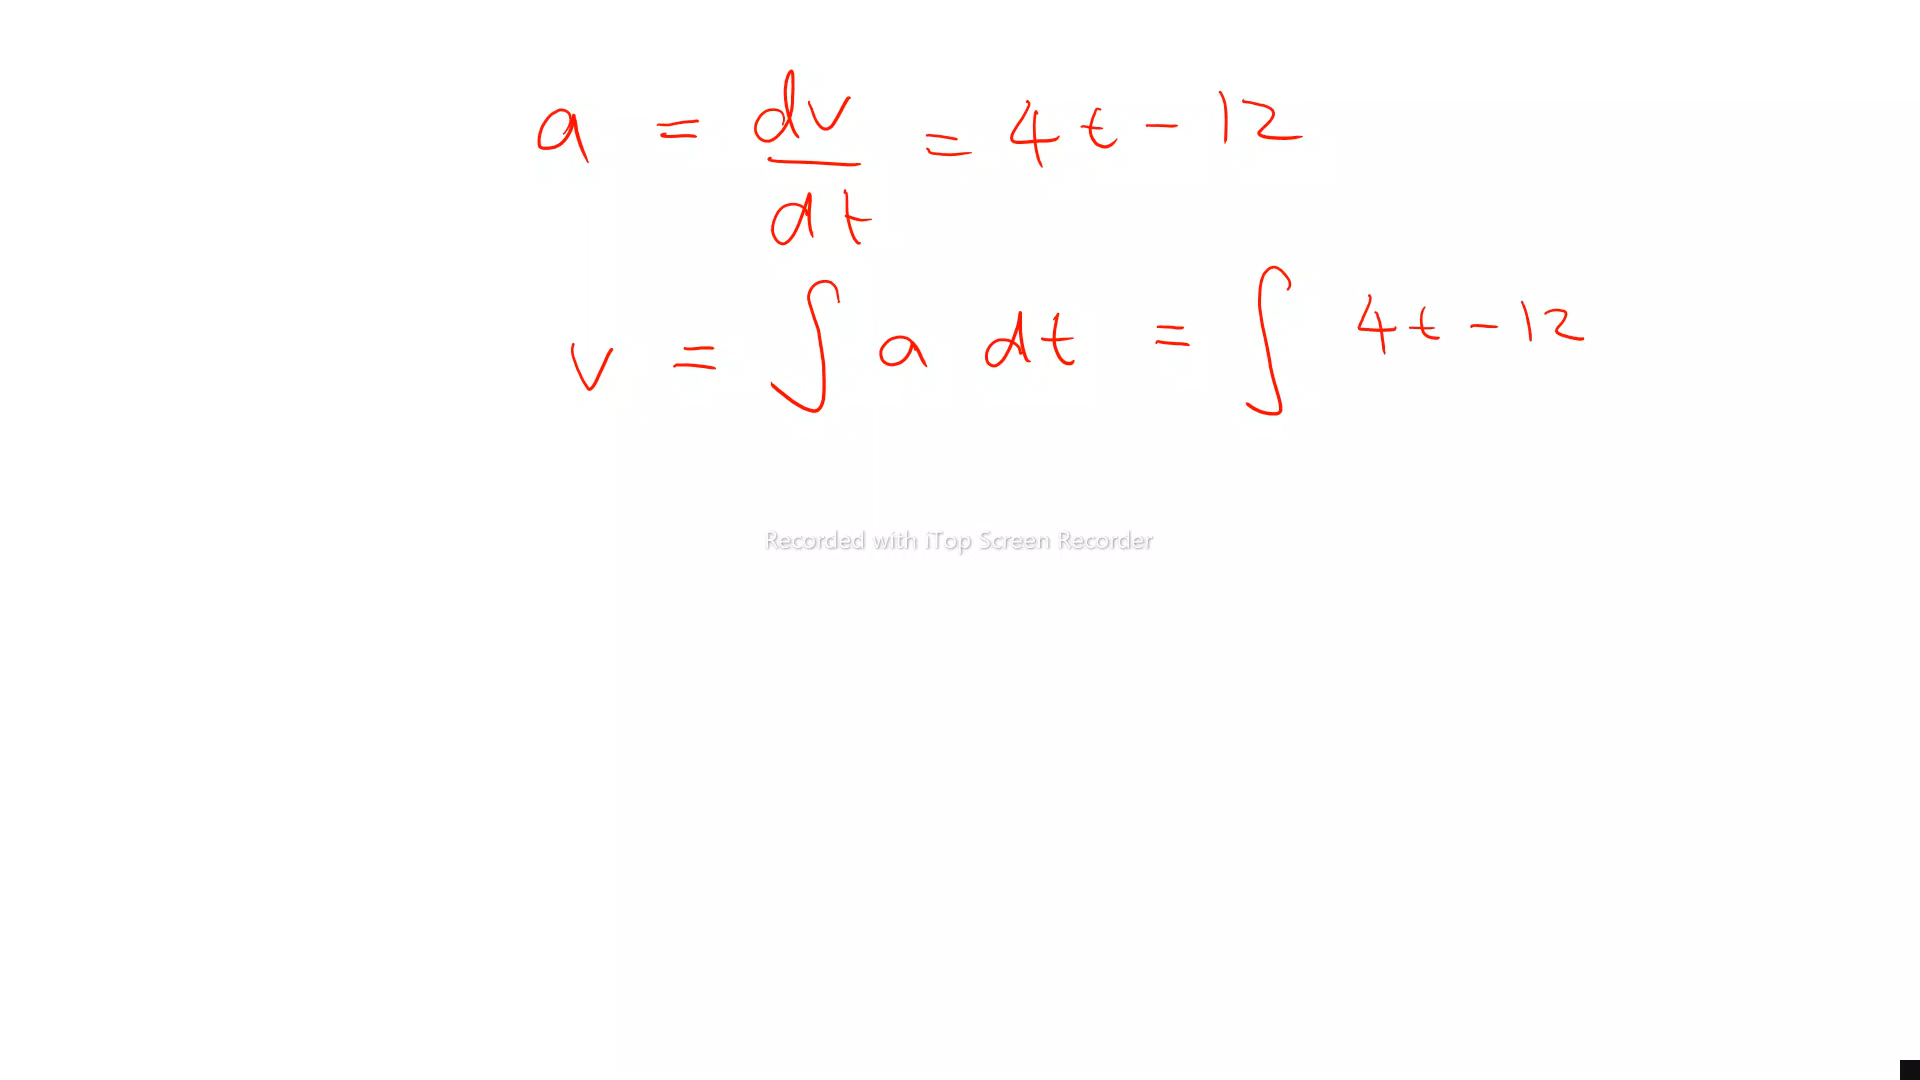 a = dv/dt = 4t - 12
v = ∫ a dt = ∫ 4t - 12
Recorded with iTop Screen Recorder